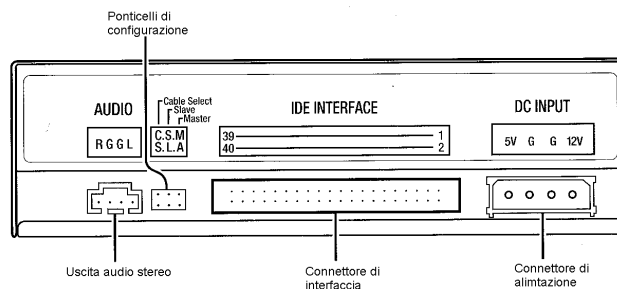 Ponticelli di
configurazione
AUDIO
Cable Select
Slave
Master
IDE INTERFACE
DC INPUT
R G G L
C.S.M
S.L.A
39 1
40 2
5V G G 12V
Uscita audio stereo
Connettore di
interfaccia
Connettore di
alimtazione